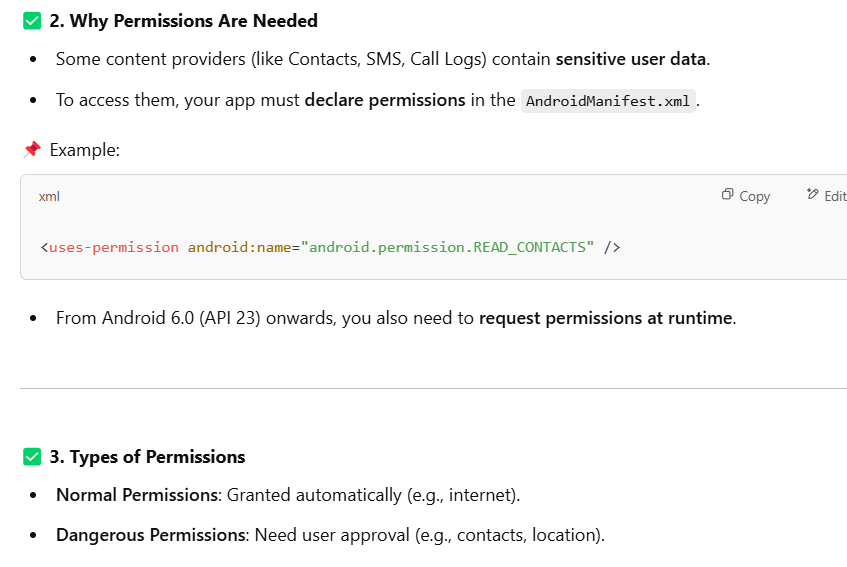 ✅ 2. Why Permissions Are Needed
• Some content providers (like Contacts, SMS, Call Logs) contain sensitive user data.
• To access them, your app must declare permissions in the AndroidManifest.xml.
📌 Example:
xml Copy Edit
<uses-permission android:name="android.permission.READ_CONTACTS" />
• From Android 6.0 (API 23) onwards, you also need to request permissions at runtime.
✅ 3. Types of Permissions
• Normal Permissions: Granted automatically (e.g., internet).
• Dangerous Permissions: Need user approval (e.g., contacts, location).